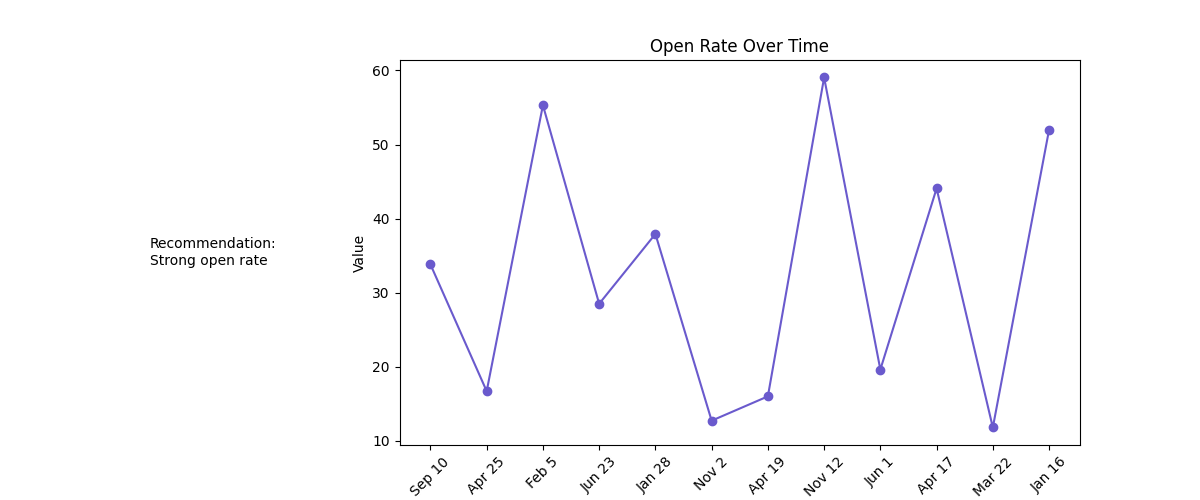 Open Rate Over Time
Recommendation:
Strong open rate
Value
60
50
40
30
20
10
Sep 10
Apr 25
Feb 5
Jun 23
Jan 28
Nov 2
Apr 19
Nov 12
Jun 1
Apr 17
Mar 22
Jan 16